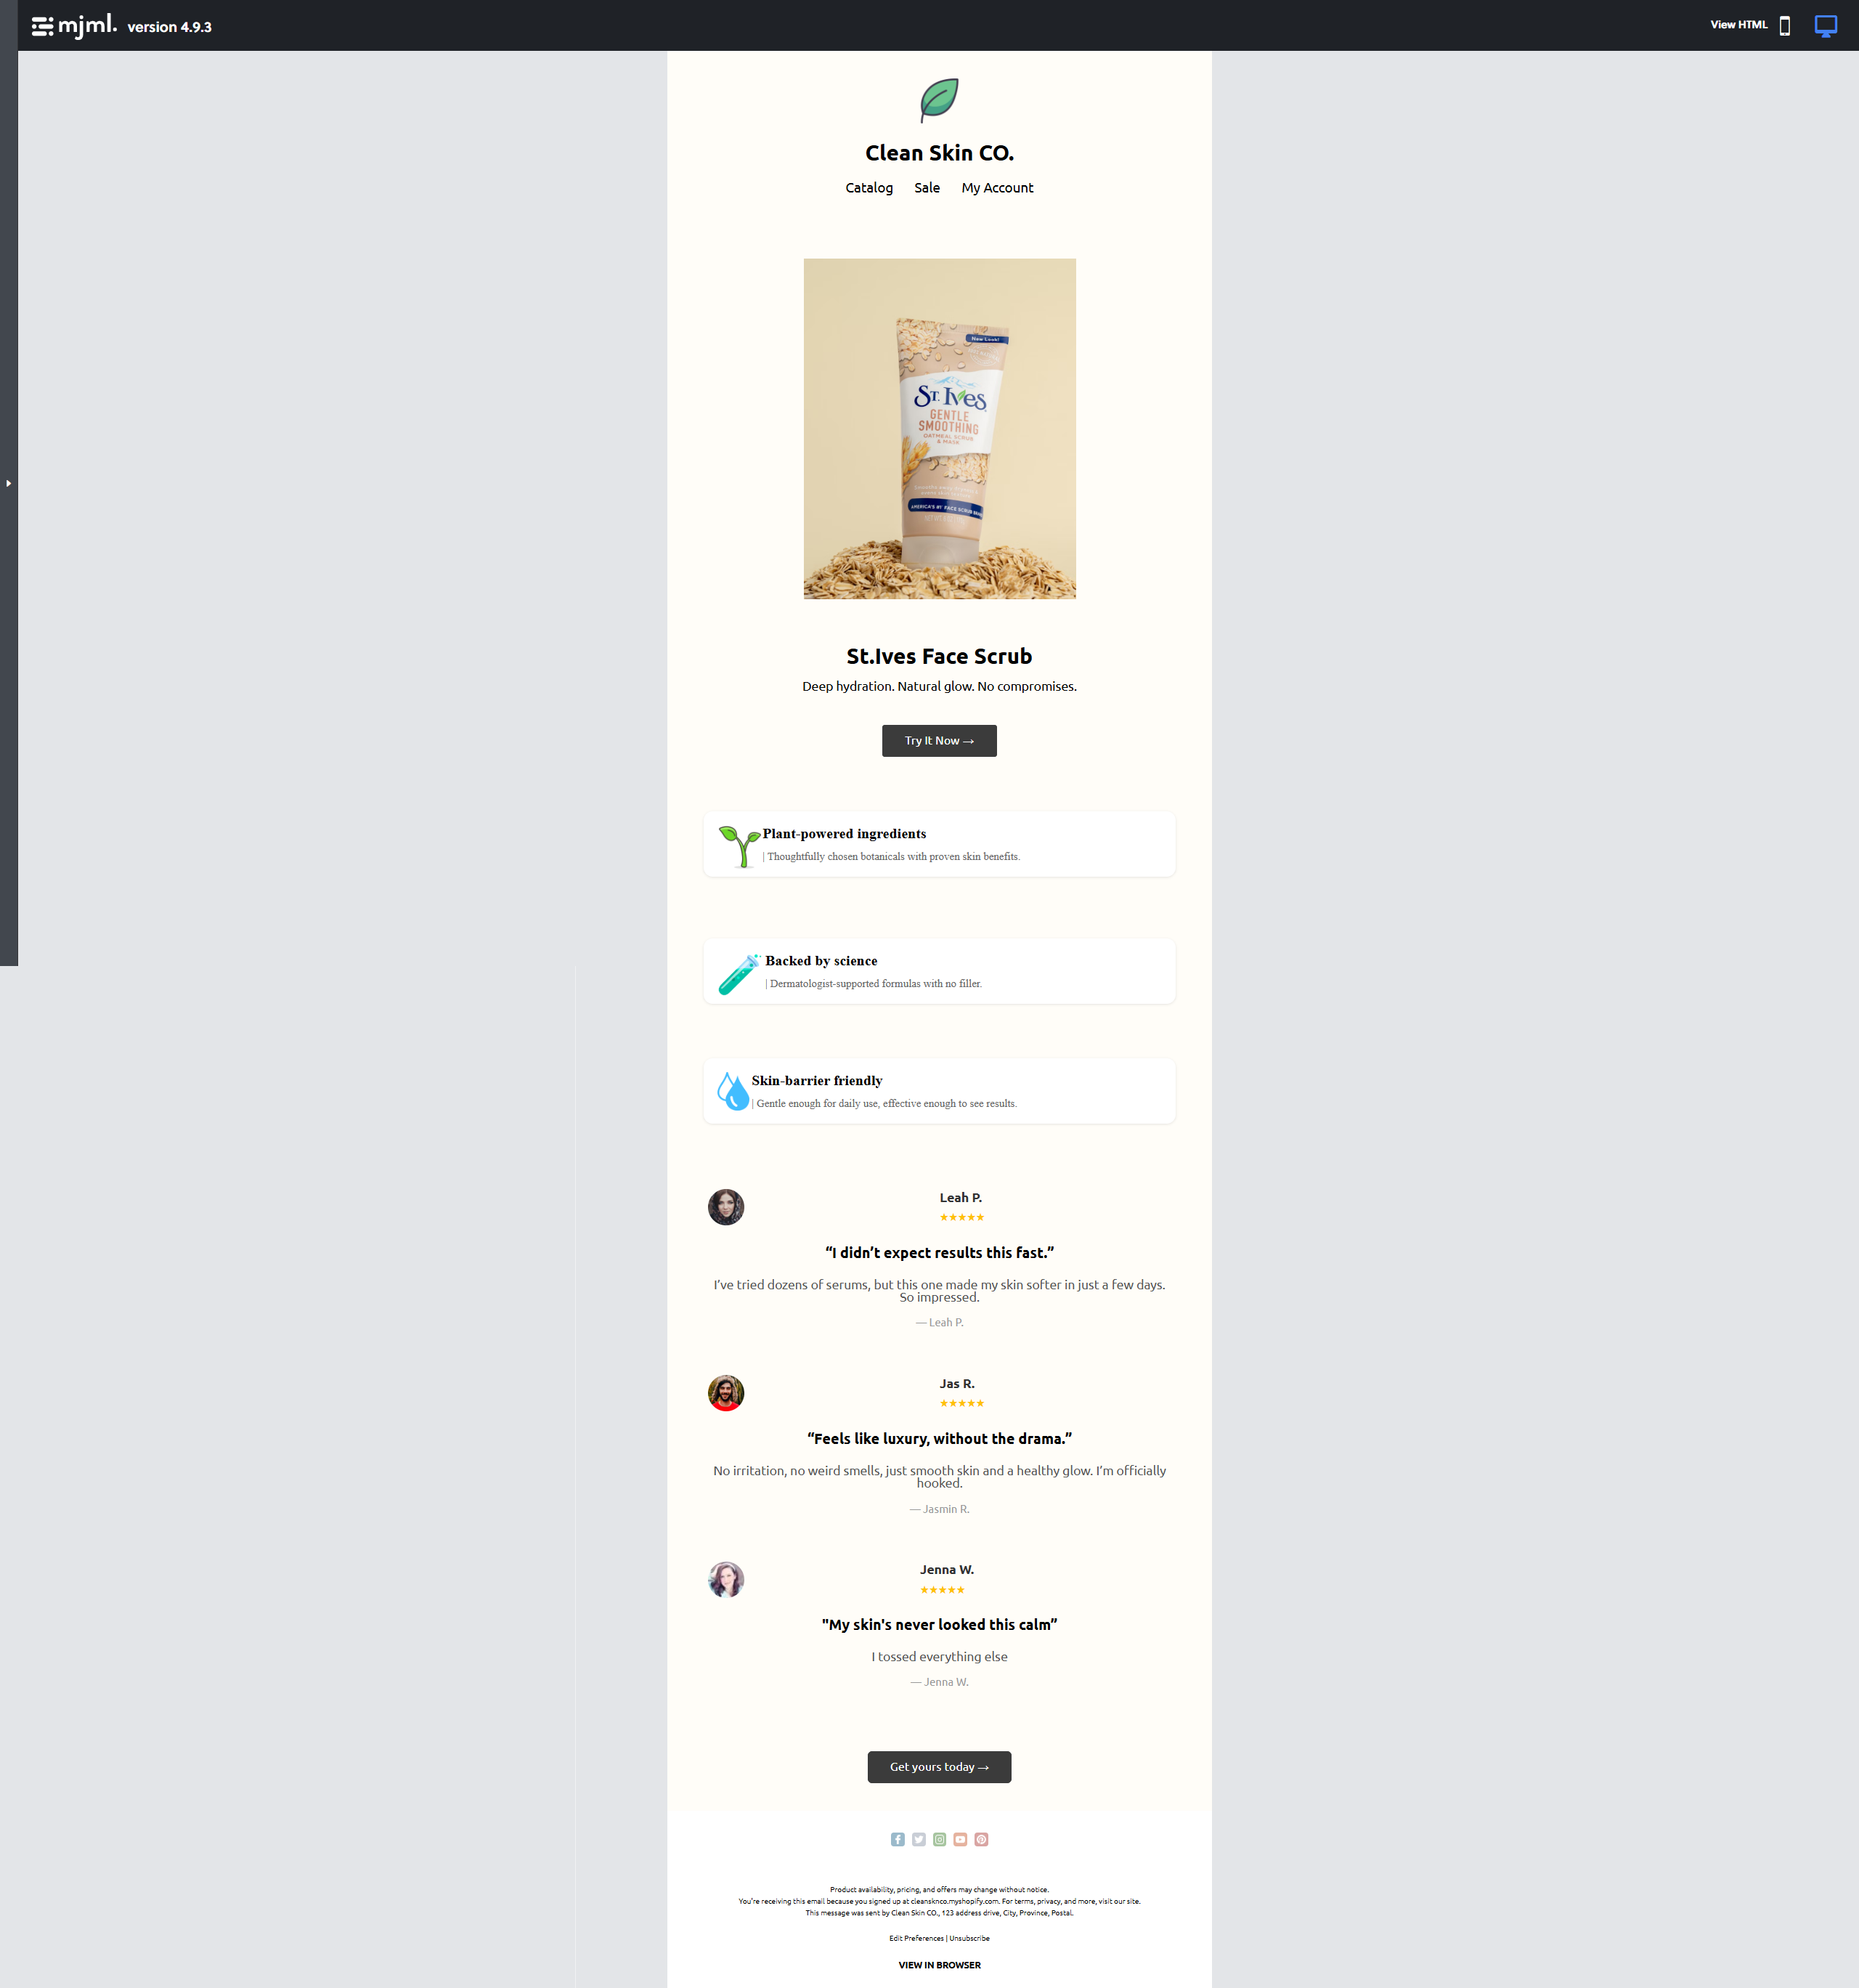 mjml. version 4.9.3
View HTML
Clean Skin CO.
Catalog Sale My Account
New Look!
ST. Ives
GENTLE
SMOOTHING
OATMEAL SCRUB
& MASK
AMERICA'S #1 FACE SCRUB
St.Ives Face Scrub
Deep hydration. Natural glow. No compromises.
Try It Now →
Plant-powered ingredients
| Thoughtfully chosen botanicals with proven skin benefits.
Backed by science
| Dermatologist-supported formulas with no filler.
Skin-barrier friendly
| Gentle enough for daily use, effective enough to see results.
Leah P.
★★★★★
“I didn’t expect results this fast.”
I’ve tried dozens of serums, but this one made my skin softer in just a few days.
So impressed.
— Leah P.
Jas R.
★★★★★
“Feels like luxury, without the drama.”
No irritation, no weird smells, just smooth skin and a healthy glow. I’m officially
hooked.
— Jasmin R.
Jenna W.
★★★★★
"My skin's never looked this calm”
I tossed everything else
— Jenna W.
Get yours today →
Product availability, pricing, and offers may change without notice.
You're receiving this email because you signed up at cleansknco.myshopify.com. For terms, privacy, and more, visit our site.
This message was sent by Clean Skin CO., 123 address drive, City, Province, Postal.
Edit Preferences | Unsubscribe
VIEW IN BROWSER